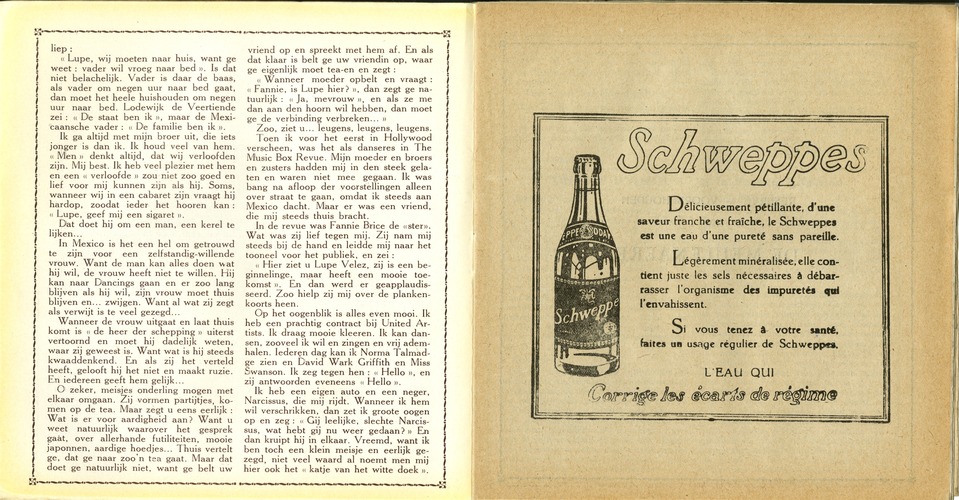 liep :
« Lupe, wij moeten naar huis, want ge
weet : vader wil vroeg naar bed ». Is dat
niet belachelijk. Vader is daar de baas,
als vader om negen uur naar bed gaat,
dan moet het heele huishouden om negen
uur naar bed. Lodewijk de Veertiende
zei : « De staat ben ik », maar de Mexi-
caansche vader : « De familie ben ik ».
Ik ga altijd met mijn broer uit, die iets
jonger is dan ik. Ik houd veel van hem.
« Men » denkt altijd, dat wij verloofden
zijn. Mij best. Ik heb veel plezier met hem
en een « verloofde » zou niet zoo goed en
lief voor mij kunnen zijn als hij. Soms,
wanneer wij in een cabaret zijn vraagt hij
hardop, zoodat ieder het hooren kan :
« Lupe, geef mij een sigaret ».
Dat doet hij om een man, een kerel te
lijken...
In Mexico is het een hel om getrouwd
te zijn voor een zelfstandig-willende
vrouw. Want de man kan alles doen wat
hij wil, de vrouw heeft niet te willen. Hij
kan naar Dancings gaan en er zoo lang
blijven als hij wil, zijn vrouw moet thuis
blijven en... zwijgen. Want al wat zij zegt
als verwijt is te veel gezegd...
Wanneer de vrouw uitgaat en laat thuis
komt is « de heer der schepping » uiterst
vertoornd en moet hij dadelijk weten,
waar zij geweest is. Want wat is hij steeds
kwaaddenkend. En als zij het verteld
heeft, gelooft hij het niet en maakt ruzie.
En iedereen geeft hem gelijk...
O zeker, meisjes onderling mogen met
elkaar omgaan. Zij vormen partijtjes, ko-
men op de tea. Maar zegt u eens eerlijk :
Wat is er voor aardigheid aan? Want u
weet natuurlijk waarover het gesprek
gaat, over allerhande futiliteiten, mooie
japonnen, aardige hoedjes... Thuis vertelt
ge, dat ge naar zoo'n tea gaat. Maar dat
doet ge natuurlijk niet, want ge belt uw
vriend op en spreekt met hem af. En als
dat klaar is belt ge uw vriendin op, waar
ge eigenlijk moet tea-en en zegt :
« Wanneer moeder opbelt en vraagt :
« Fannie, is Lupe hier? », dan zegt ge na-
tuurlijk : « Ja, mevrouw », en als ze me
dan aan den hoorn wil hebben, dan moet
ge de verbinding verbreken... »
Zoo, ziet u... leugens, leugens, leugens.
Toen ik voor het eerst in Hollywood
verscheen, was het als danseres in The
Music Box Revue. Mijn moeder en broers
en zusters hadden mij in den steek gela-
ten en waren niet mee gegaan. Ik was
bang na afloop der voorstellingen alleen
over straat te gaan, omdat ik steeds aan
Mexico dacht. Maar er was een vriend,
die mij steeds thuis bracht.
In de revue was Fannie Brice de «ster».
Wat was zij lief tegen mij. Zij nam mij
steeds bij de hand en leidde mij naar het
tooneel voor het publiek, en zei :
« Hier ziet u Lupe Velez, zij is een be-
ginnelinge, maar heeft een mooie toe-
komst ». En dan werd er geapplaudis-
seerd. Zoo hielp zij mij over de planken-
koorts heen.
Op het oogenblik is alles even mooi. Ik
heb een prachtig contract bij United Ar-
tists. Ik draag mooie kleeren. Ik kan dan-
sen, zooveel ik wil en zingen en vrij adem-
halen. Iederen dag kan ik Norma Talmad-
ge zien en David Wark Griffith en Miss
Swanson. Ik zeg tegen hen : « Hello », en
zij antwoorden eveneens « Hello ».
Ik heb een eigen auto en een neger,
Narcissus, die mij rijdt. Wanneer ik hem
wil verschrikken, dan zet ik groote oogen
op en zeg : « Gij leelijke, slechte Narcis-
sus, wat hebt gij nu weer gedaan? » En
dan kruipt hij in elkaar. Vreemd, want ik
ben toch een klein meisje en eerlijk ge-
zegd, niet veel waard al noemt men mij
hier ook het « katje van het witte doek ».
Schweppes
Délicieusement pétillante, d'une
saveur franche et fraîche, le Schweppes
est une eau d'une pureté sans pareille.
Légèrement minéralisée, elle con-
tient juste les sels nécessaires à débar-
rasser l'organisme des impuretés qui
l'envahissent.
Si vous tenez à votre santé,
faites un usage régulier de Schweppes,
L'EAU QUI
Corrige les écarts de régime
Schweppe